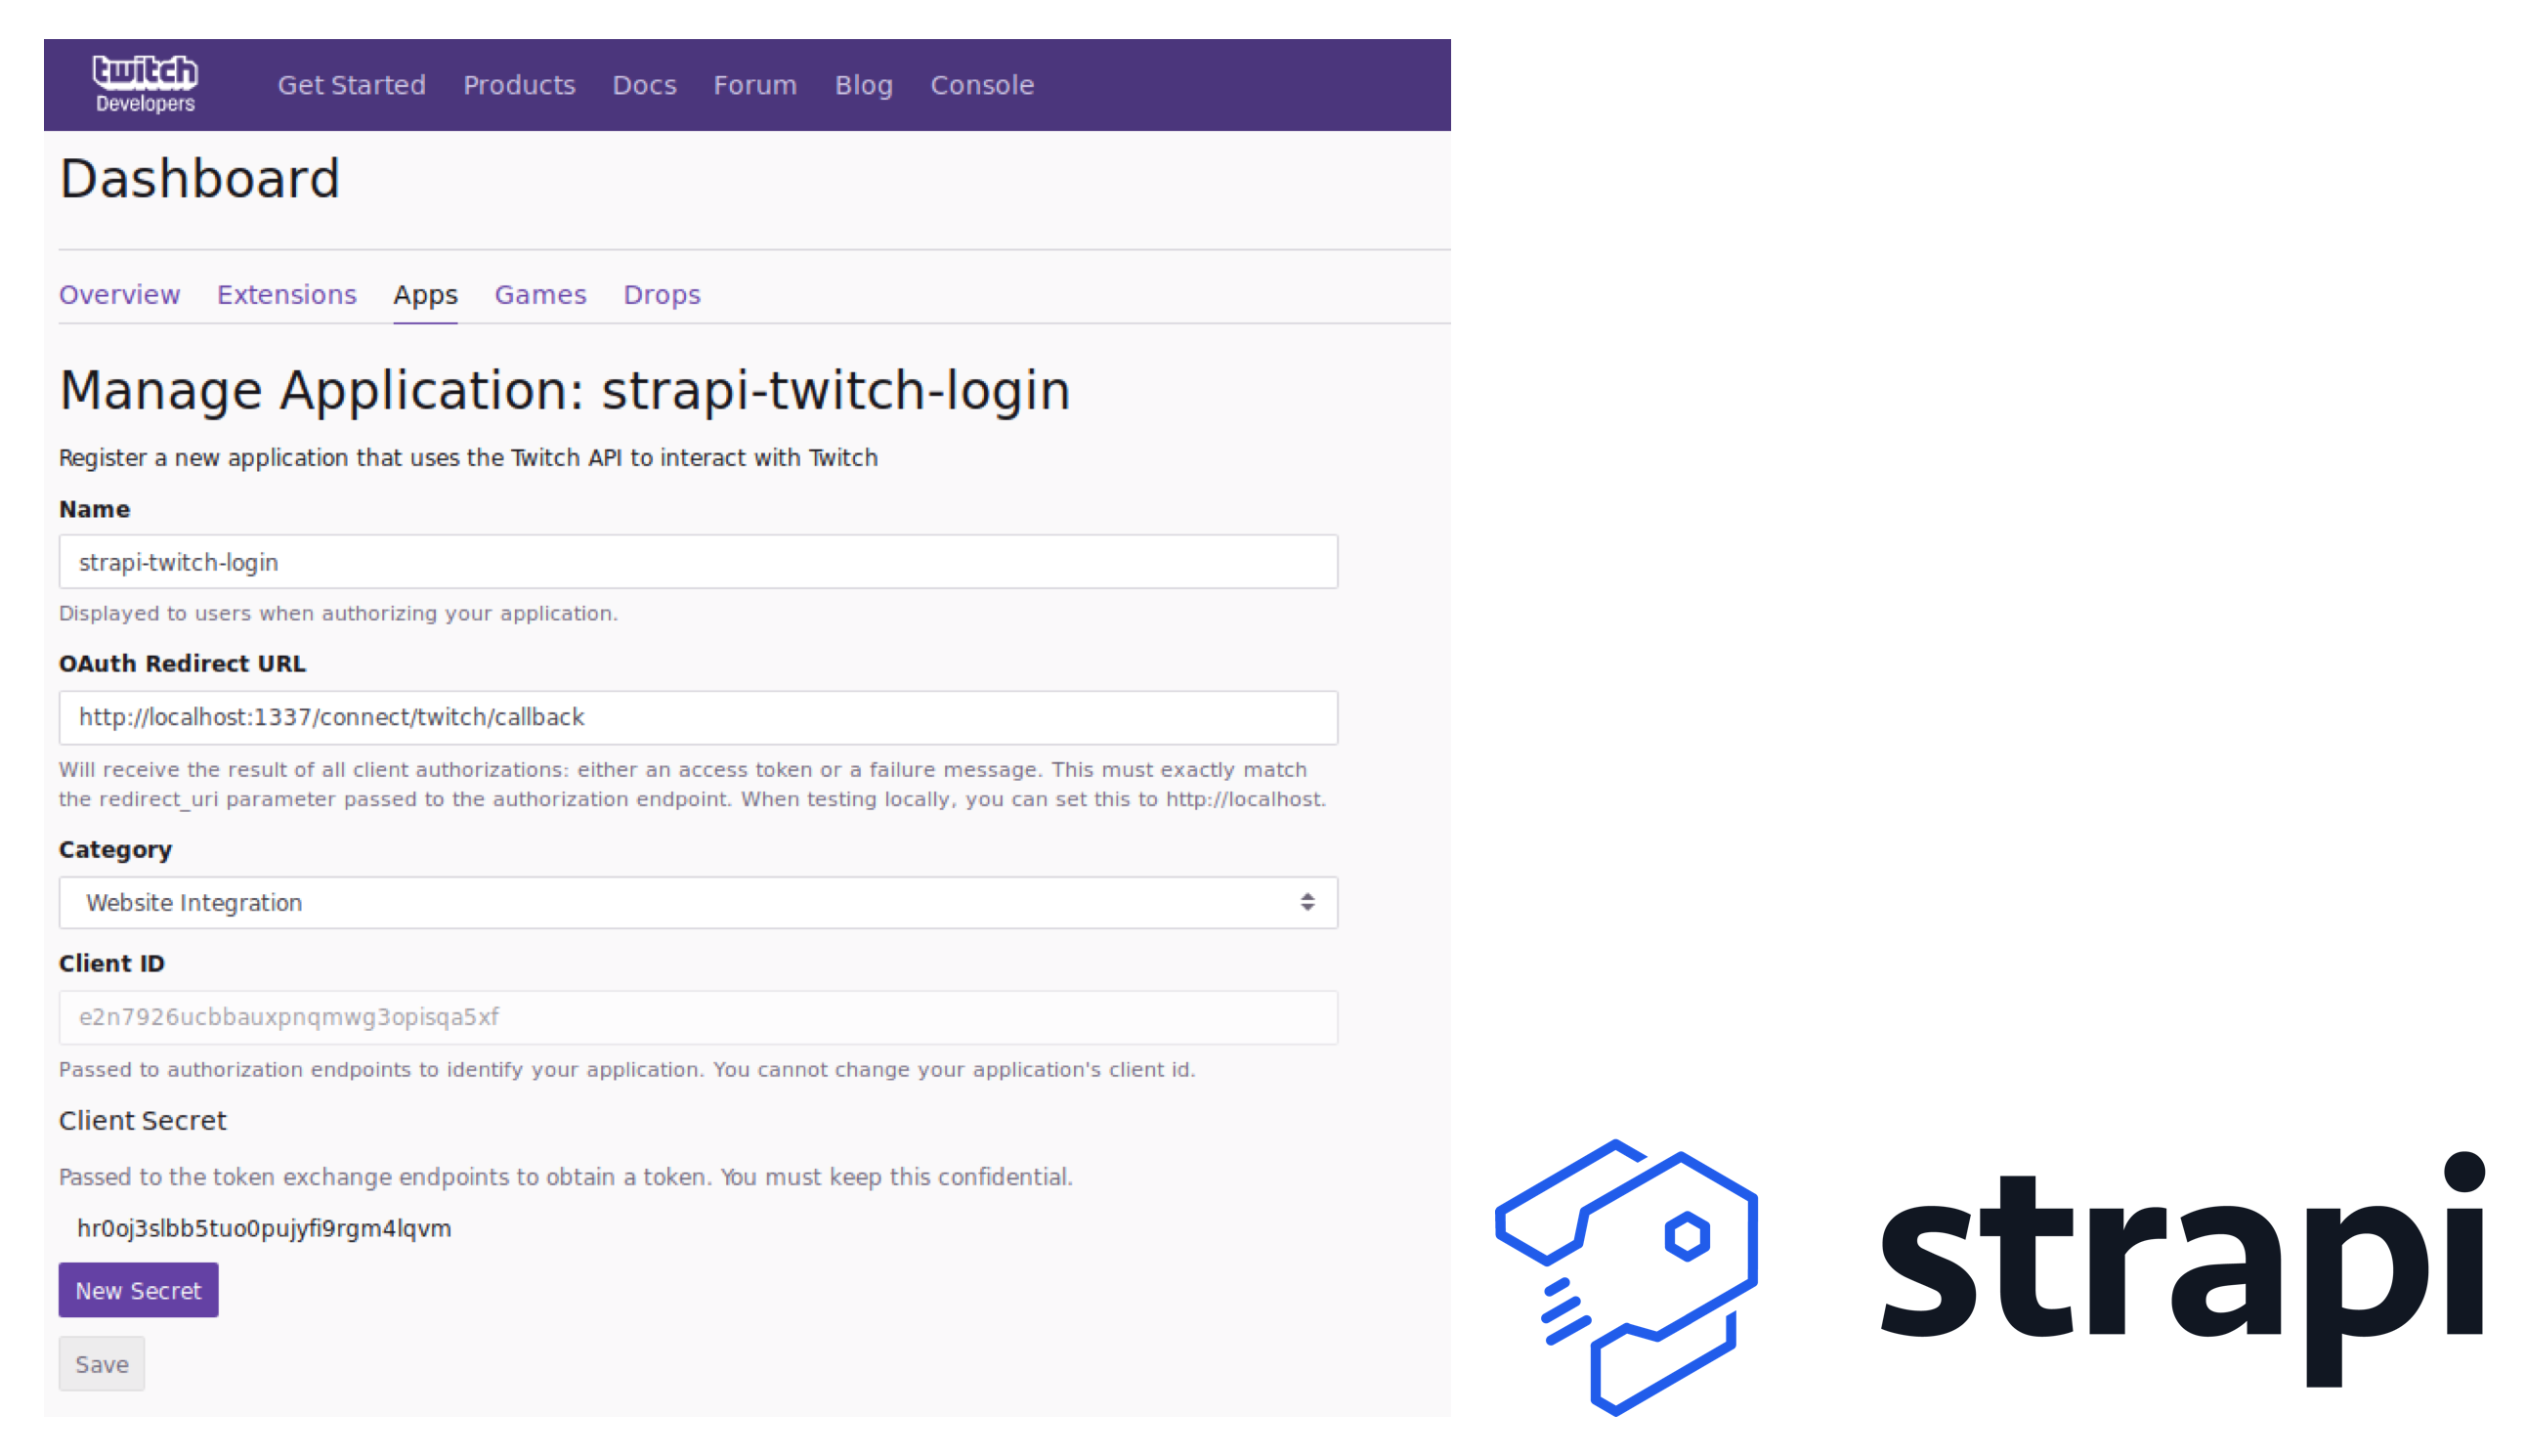 twitch
Developers
Get Started Products Docs Forum Blog Console
Dashboard
Overview Extensions Apps Games Drops
Manage Application: strapi-twitch-login
Register a new application that uses the Twitch API to interact with Twitch
Name
strapi-twitch-login
Displayed to users when authorizing your application.
OAuth Redirect URL
http://localhost:1337/connect/twitch/callback
Will receive the result of all client authorizations: either an access token or a failure message. This must exactly match
the redirect_uri parameter passed to the authorization endpoint. When testing locally, you can set this to http://localhost.
Category
Website Integration
Client ID
e2n7926ucbbauxpnqmwg3opisqa5xf
Passed to authorization endpoints to identify your application. You cannot change your application's client id.
Client Secret
Passed to the token exchange endpoints to obtain a token. You must keep this confidential.
hr0oj3slbb5tuo0pujyfi9rgm4lqvm
New Secret
Save
strapi